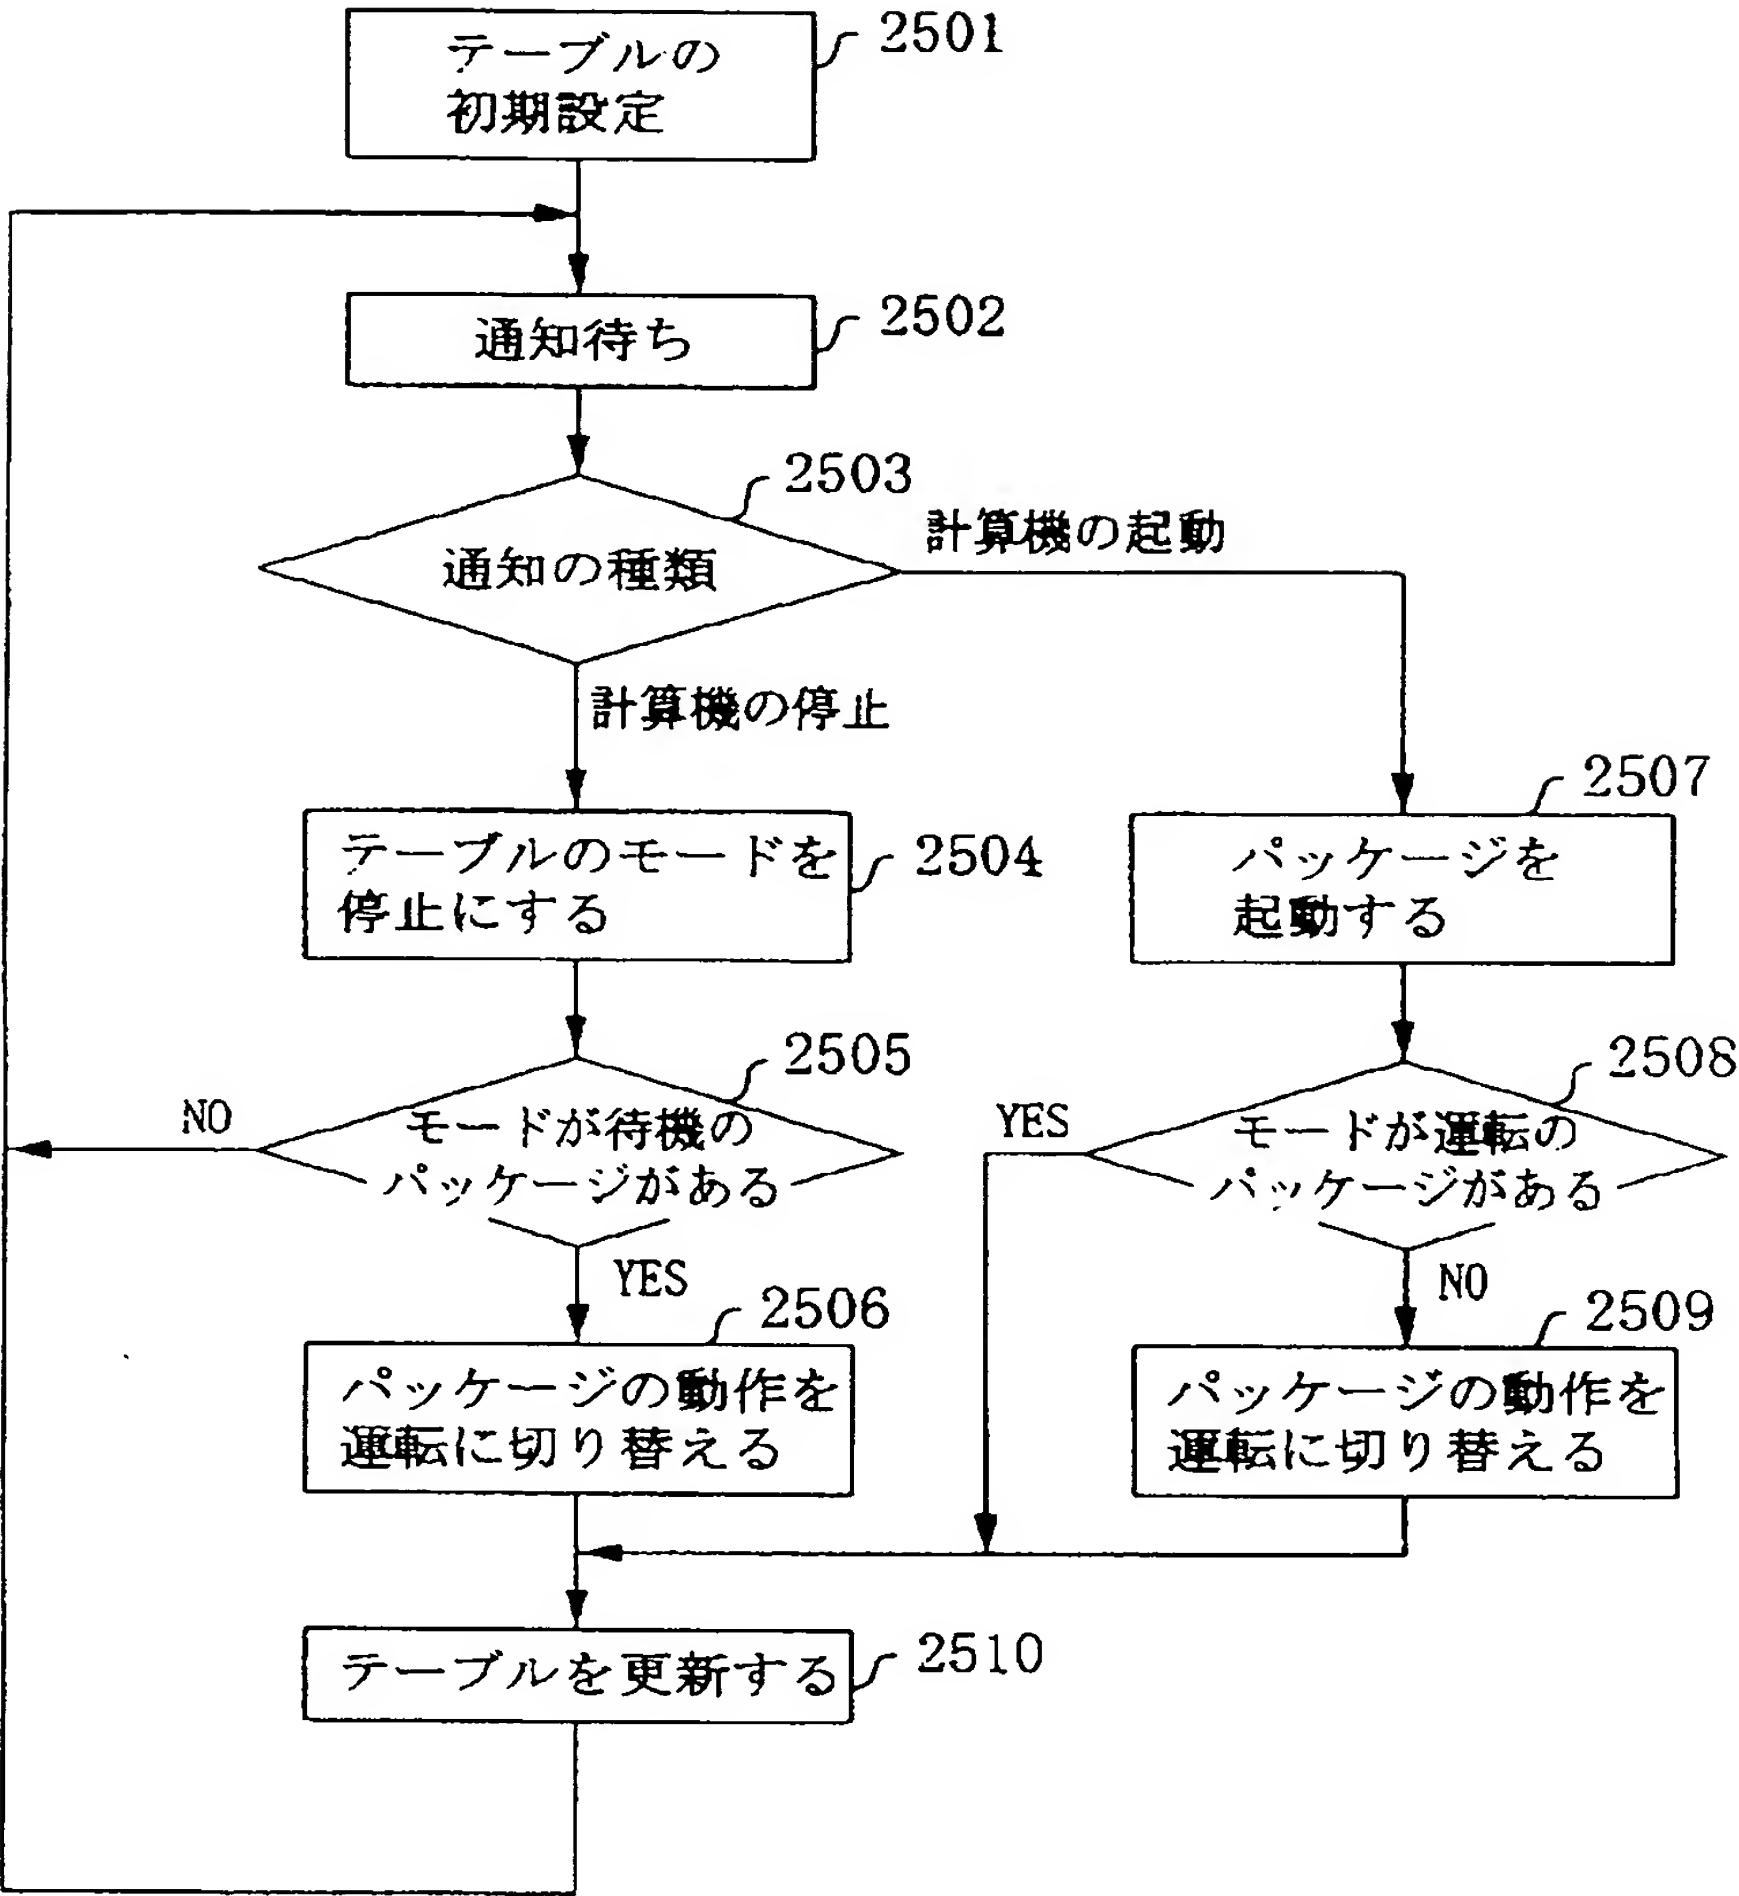 テーブルの
初期設定
2501
通知待ち
2502
2503
通知の種類
計算機の起動
計算機の停止
テーブルのモードを
停止にする
2504
2507
パッケージを
起動する
2505
NO
モードが待機の
パッケージがある
YES
2508
YES
モードが運転の
パッケージがある
NO
2506
パッケージの動作を
運転に切り替える
2509
パッケージの動作を
運転に切り替える
テーブルを更新する
2510